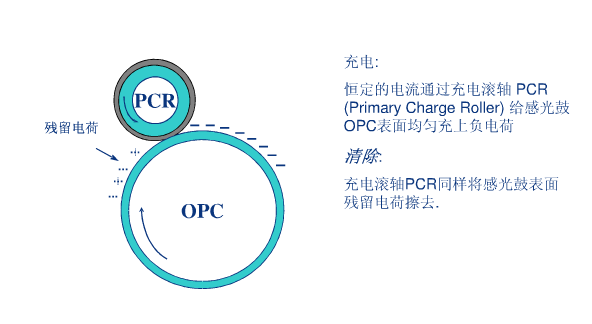 充电:
恒定的电流通过充电滚轴 PCR
(Primary Charge Roller) 给感光鼓
OPC表面均匀充上负电荷
清除:
充电滚轴PCR同样将感光鼓表面
残留电荷擦去.
PCR
残留电荷
OPC